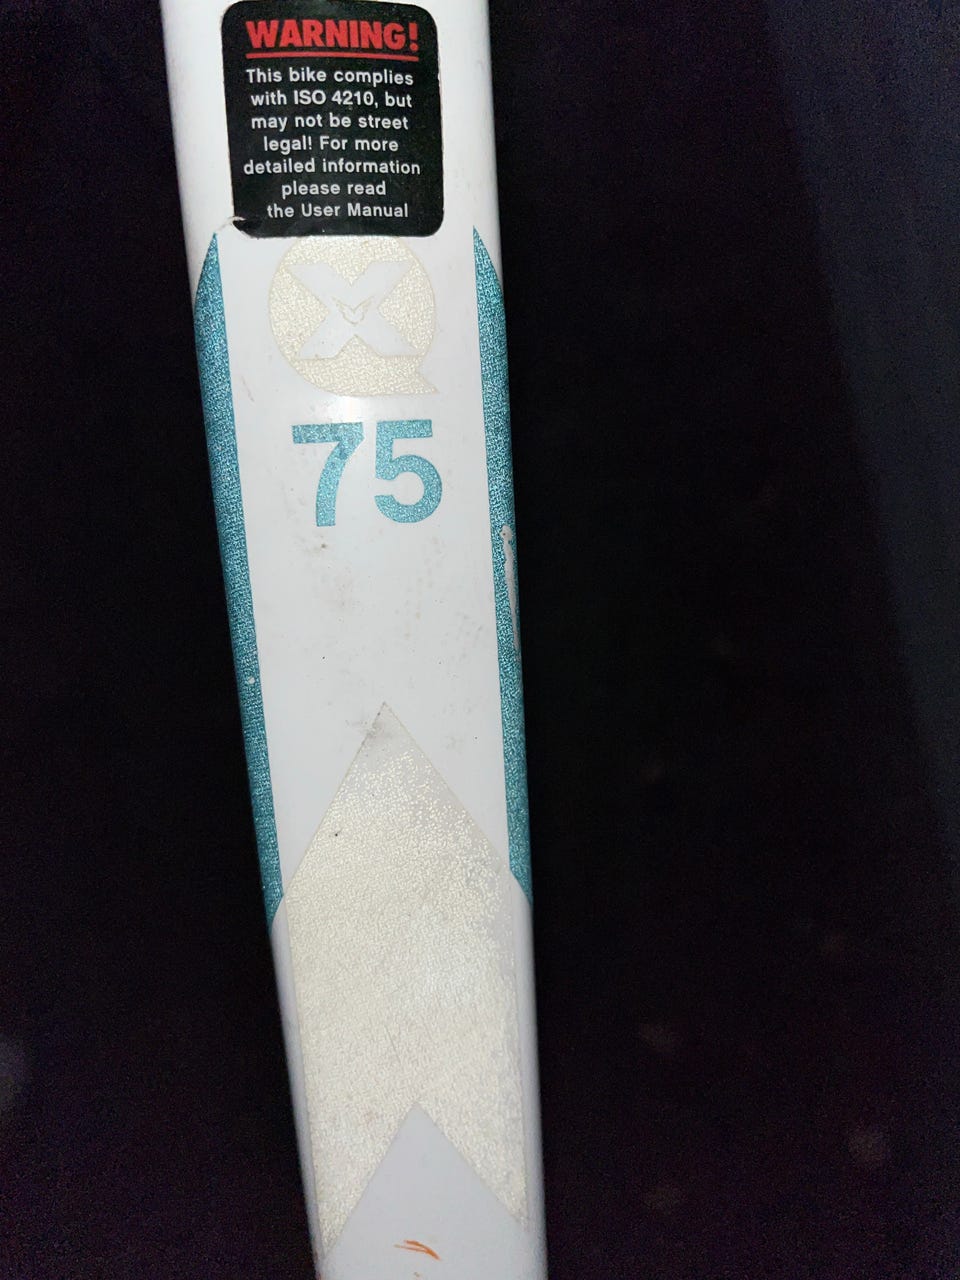 WARNING!
This bike complies
with ISO 4210, but
may not be street
legal! For more
detailed information
please read
the User Manual
X
75